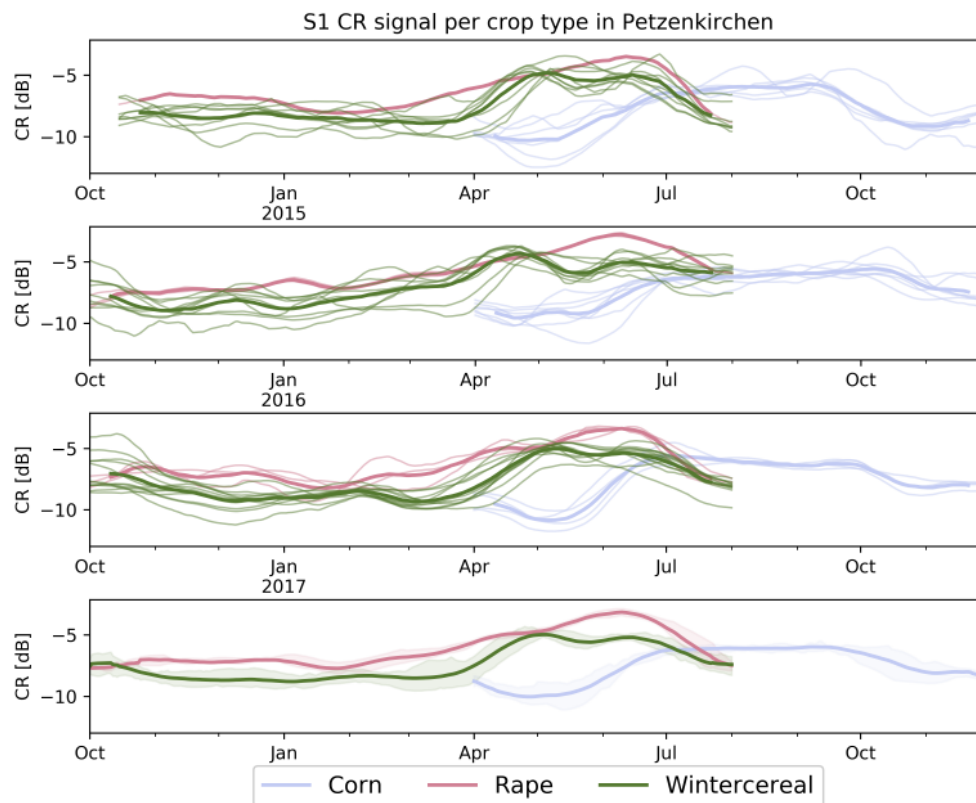 S1 CR signal per crop type in Petzenkirchen
CR [dB]
−5
−10
Oct Jan Apr Jul Oct
2015
CR [dB]
−5
−10
Oct Jan Apr Jul Oct
2016
CR [dB]
−5
−10
Oct Jan Apr Jul Oct
2017
CR [dB]
−5
−10
Oct Jan Apr Jul Oct
Corn Rape Wintercereal